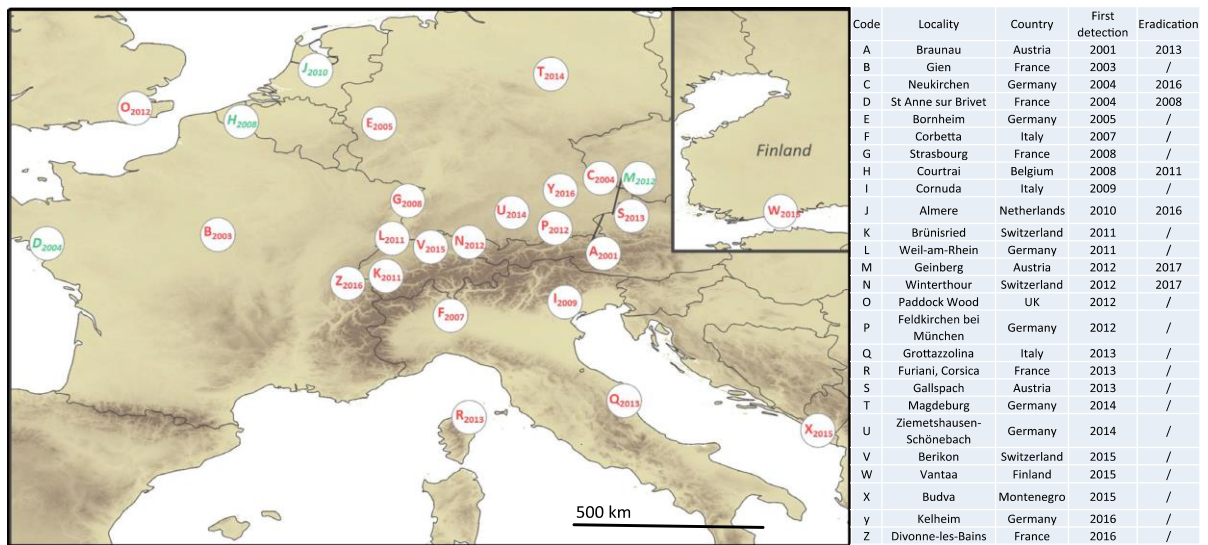 J2010
T2014
O2012
H2008
E2005
Finland
C2004
M2012
Y2016
G2008
U2014
S2013
W2015
P2012
B2003
L2011
V2015
N2012
D2004
A2001
Z2016
K2011
I2009
F2007
Q2013
R2013
X2015
500 km
Code Locality Country First detection Eradication
A Braunau Austria 2001 2013
B Gien France 2003 /
C Neukirchen Germany 2004 2016
D St Anne sur Brivet France 2004 2008
E Bornheim Germany 2005 /
F Corbetta Italy 2007 /
G Strasbourg France 2008 /
H Courtrai Belgium 2008 2011
I Cornuda Italy 2009 /
J Almere Netherlands 2010 2016
K Brünisried Switzerland 2011 /
L Weil-am-Rhein Germany 2011 /
M Geinberg Austria 2012 2017
N Winterthour Switzerland 2012 2017
O Paddock Wood UK 2012 /
P Feldkirchen bei München Germany 2012 /
Q Grottazzolina Italy 2013 /
R Furiani, Corsica France 2013 /
S Gallspach Austria 2013 /
T Magdeburg Germany 2014 /
U Ziemetshausen-Schönebach Germany 2014 /
V Berikon Switzerland 2015 /
W Vantaa Finland 2015 /
X Budva Montenegro 2015 /
y Kelheim Germany 2016 /
Z Divonne-les-Bains France 2016 /